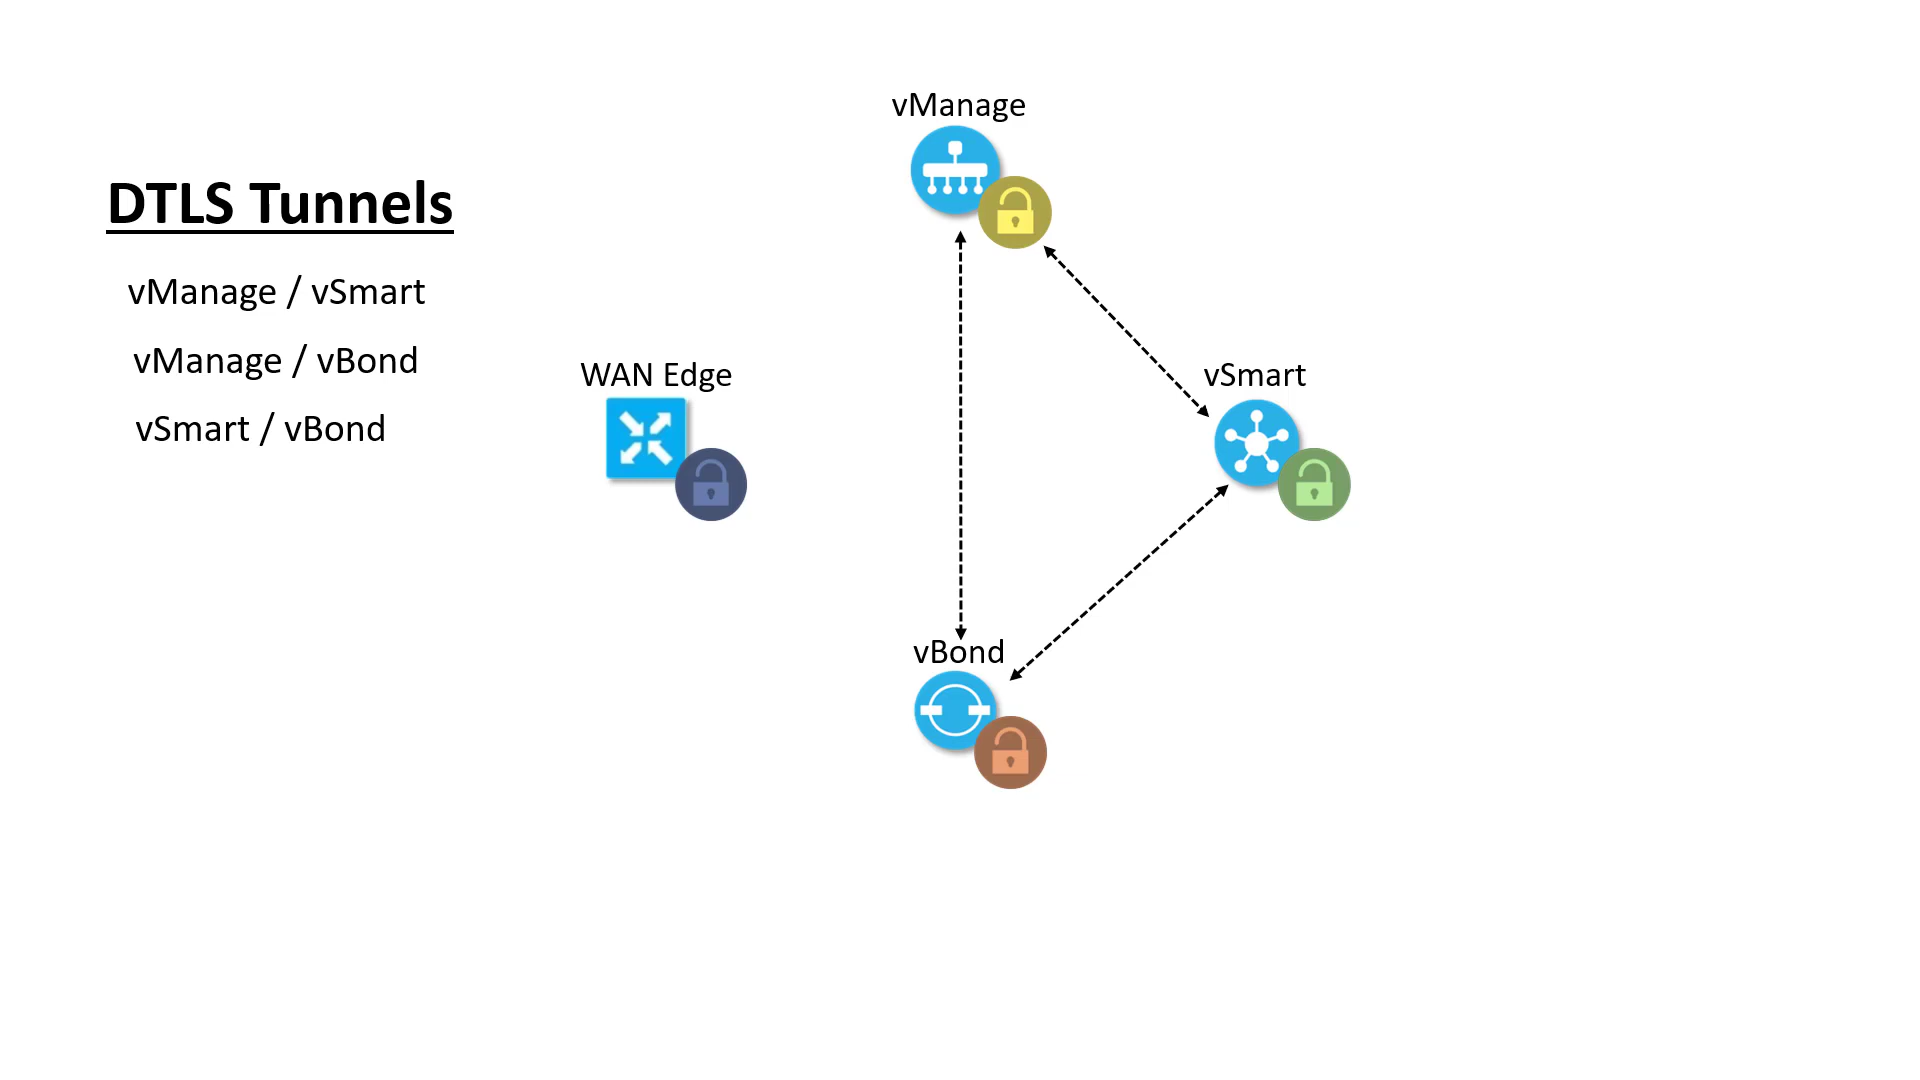 DTLS Tunnels
vManage / vSmart
vManage / vBond
vSmart / vBond
vManage
WAN Edge
vSmart
vBond